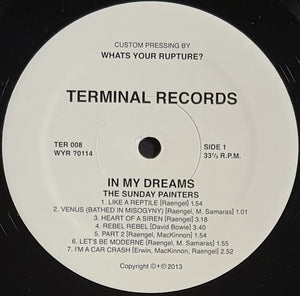 CUSTOM PRESSING BY
WHATS YOUR RUPTURE?
TERMINAL RECORDS
TER 008
WYR 70114
SIDE 1
33⅓ R.P.M.
IN MY DREAMS
THE SUNDAY PAINTERS
1. LIKE A REPTILE [Raengel] 1.54
2. VENUS (BATHED IN MISOGYNY) [Raengel, M. Samaras] 1.01
3. HEART OF A SIREN [Raengel] 3.18
4. REBEL REBEL [David Bowie] 3.40
5. PART 2 [Raengel, MacKinnon] 1.54
6. LET'S BE MODERNE [Raengel, M. Samaras] 1.55
7. I'M A CAR CRASH [Erwin, MacKinnon, Raengel] 2.52
Copyright ©+℗2013